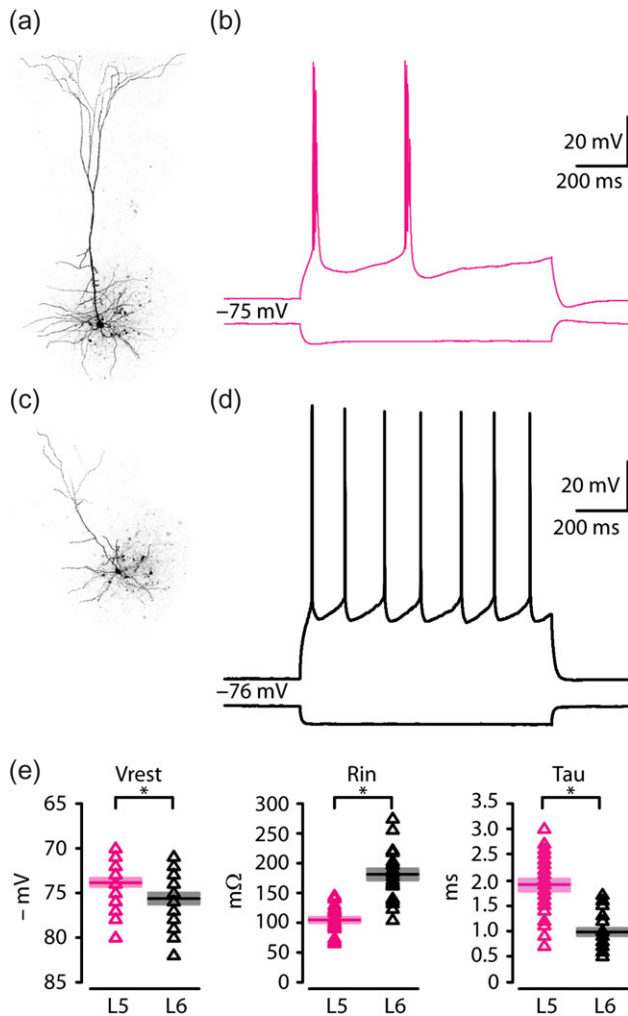 (a)
(b)
20 mV
200 ms
−75 mV
(c)
(d)
20 mV
200 ms
−76 mV
(e)
Vrest
*
65
70
75
80
85
− mV
L5 L6
Rin
*
300
250
200
150
100
50
0
mΩ
L5 L6
Tau
*
3.5
3.0
2.5
2.0
1.5
1.0
0.5
0
ms
L5 L6